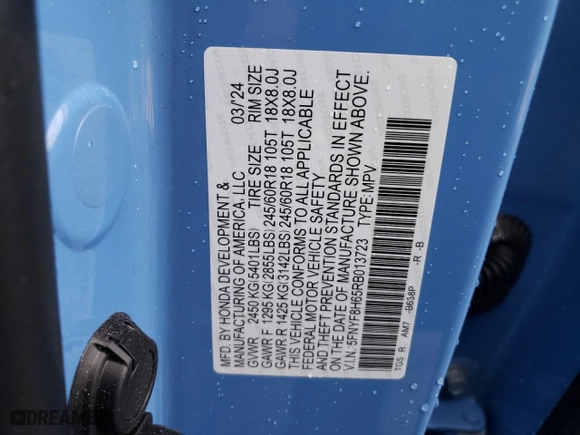 MFD. BY HONDA DEVELOPMENT &
MANUFACTURING OF AMERICA, LLC 03/'24
GVWR 2450 KG(5401LBS) TIRE SIZE RIM SIZE
GAWR F 1295 KG(2855LBS) 245/60R18 105T 18X8.0J
GAWR R 1425 KG(3142LBS) 245/60R18 105T 18X8.0J
THIS VEHICLE CONFORMS TO ALL APPLICABLE
FEDERAL MOTOR VEHICLE SAFETY
AND THEFT PREVENTION STANDARDS IN EFFECT
ON THE DATE OF MANUFACTURE SHOWN ABOVE.
V.I.N. 5FNYF8H65RB013723 TYPE:MPV
TGS R AM7 -B638P -R -B